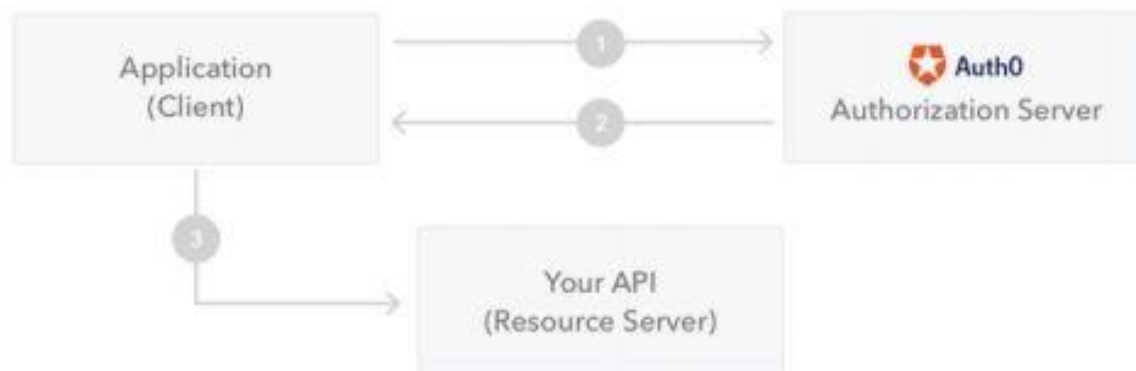 Application
(Client)
1
Auth0
Authorization Server
2
3
Your API
(Resource Server)